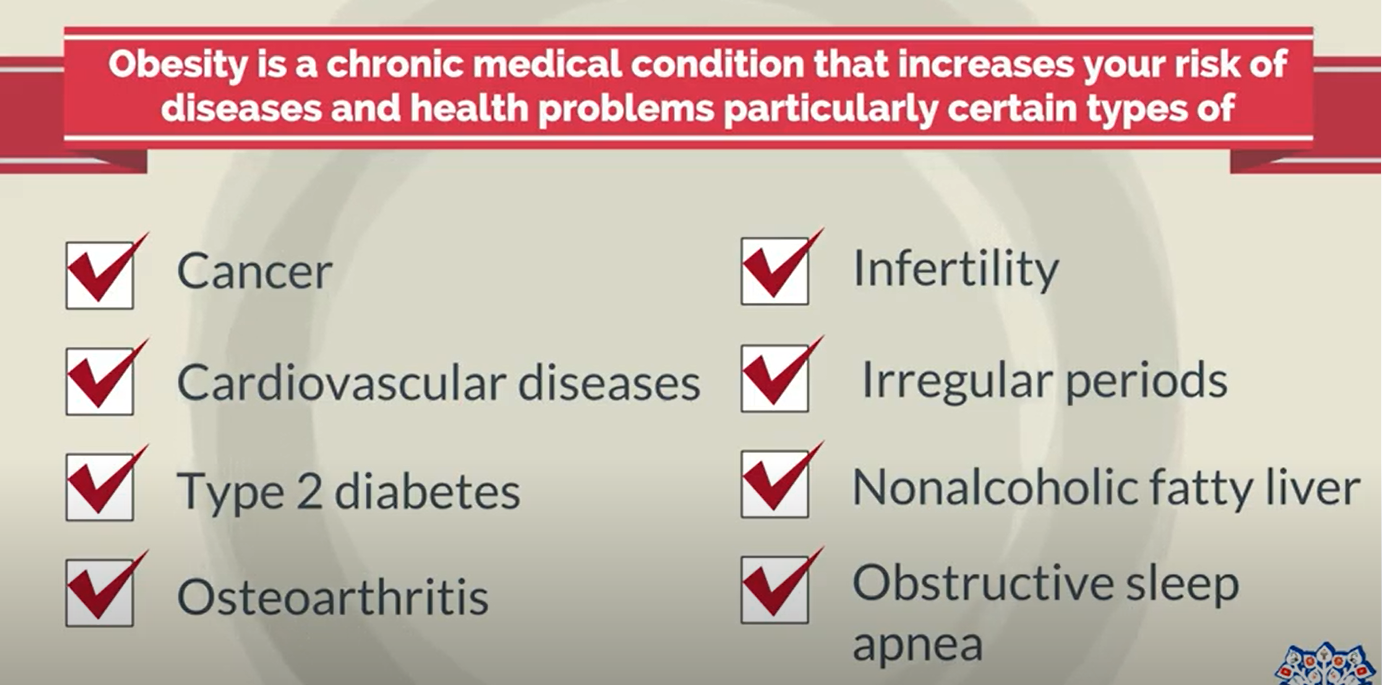 Obesity is a chronic medical condition that increases your risk of
diseases and health problems particularly certain types of
Cancer
Cardiovascular diseases
Type 2 diabetes
Osteoarthritis
Infertility
Irregular periods
Nonalcoholic fatty liver
Obstructive sleep
apnea